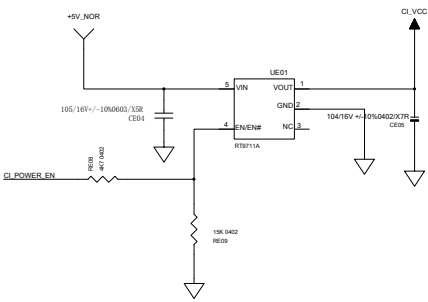 +5V_NOR
CI_VCC
UE01
5 VIN VOUT 1
GND 2
105/16V+/-10%0603/X5R
CE04
104/16V +/-10%0402/X7R
CE05
4 EN/EN# NC 3
RT9711A
RE08
4K7 0402
CI_POWER_EN
15K 0402
RE09